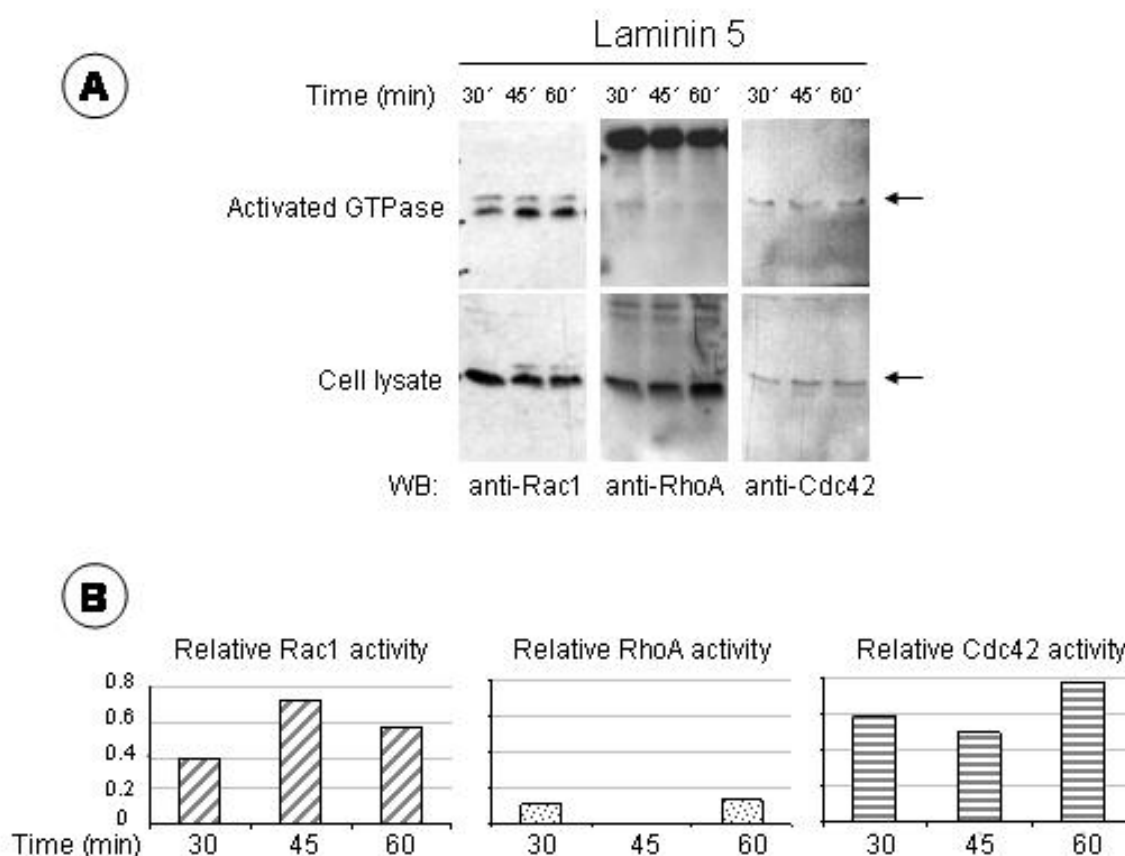 A
Laminin 5
Time (min) 30´ 45´ 60´ 30´ 45´ 60´ 30´ 45´ 60´
Activated GTPase
Cell lysate
WB: anti-Rac1 anti-RhoA anti-Cdc42
B
Relative Rac1 activity Relative RhoA activity Relative Cdc42 activity
0.8
0.6
0.4
0.2
0
Time (min) 30 45 60 30 45 60 30 45 60